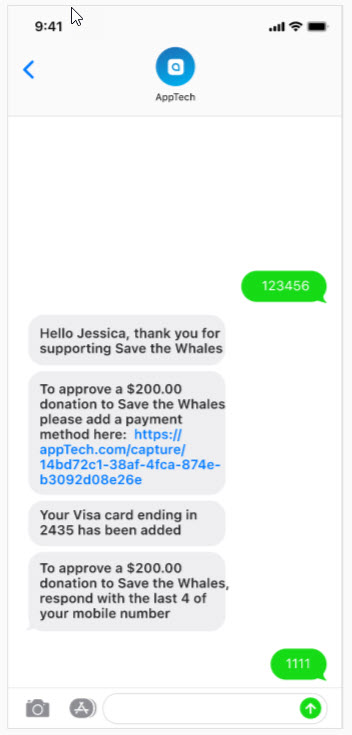 9:41
AppTech
123456
Hello Jessica, thank you for
supporting Save the Whales
To approve a $200.00
donation to Save the Whales
please add a payment
method here: https://
appTech.com/capture/
14bd72c1-38af-4fca-874e-
b3092d08e26e
Your Visa card ending in
2435 has been added
To approve a $200.00
donation to Save the Whales,
respond with the last 4 of
your mobile number
1111